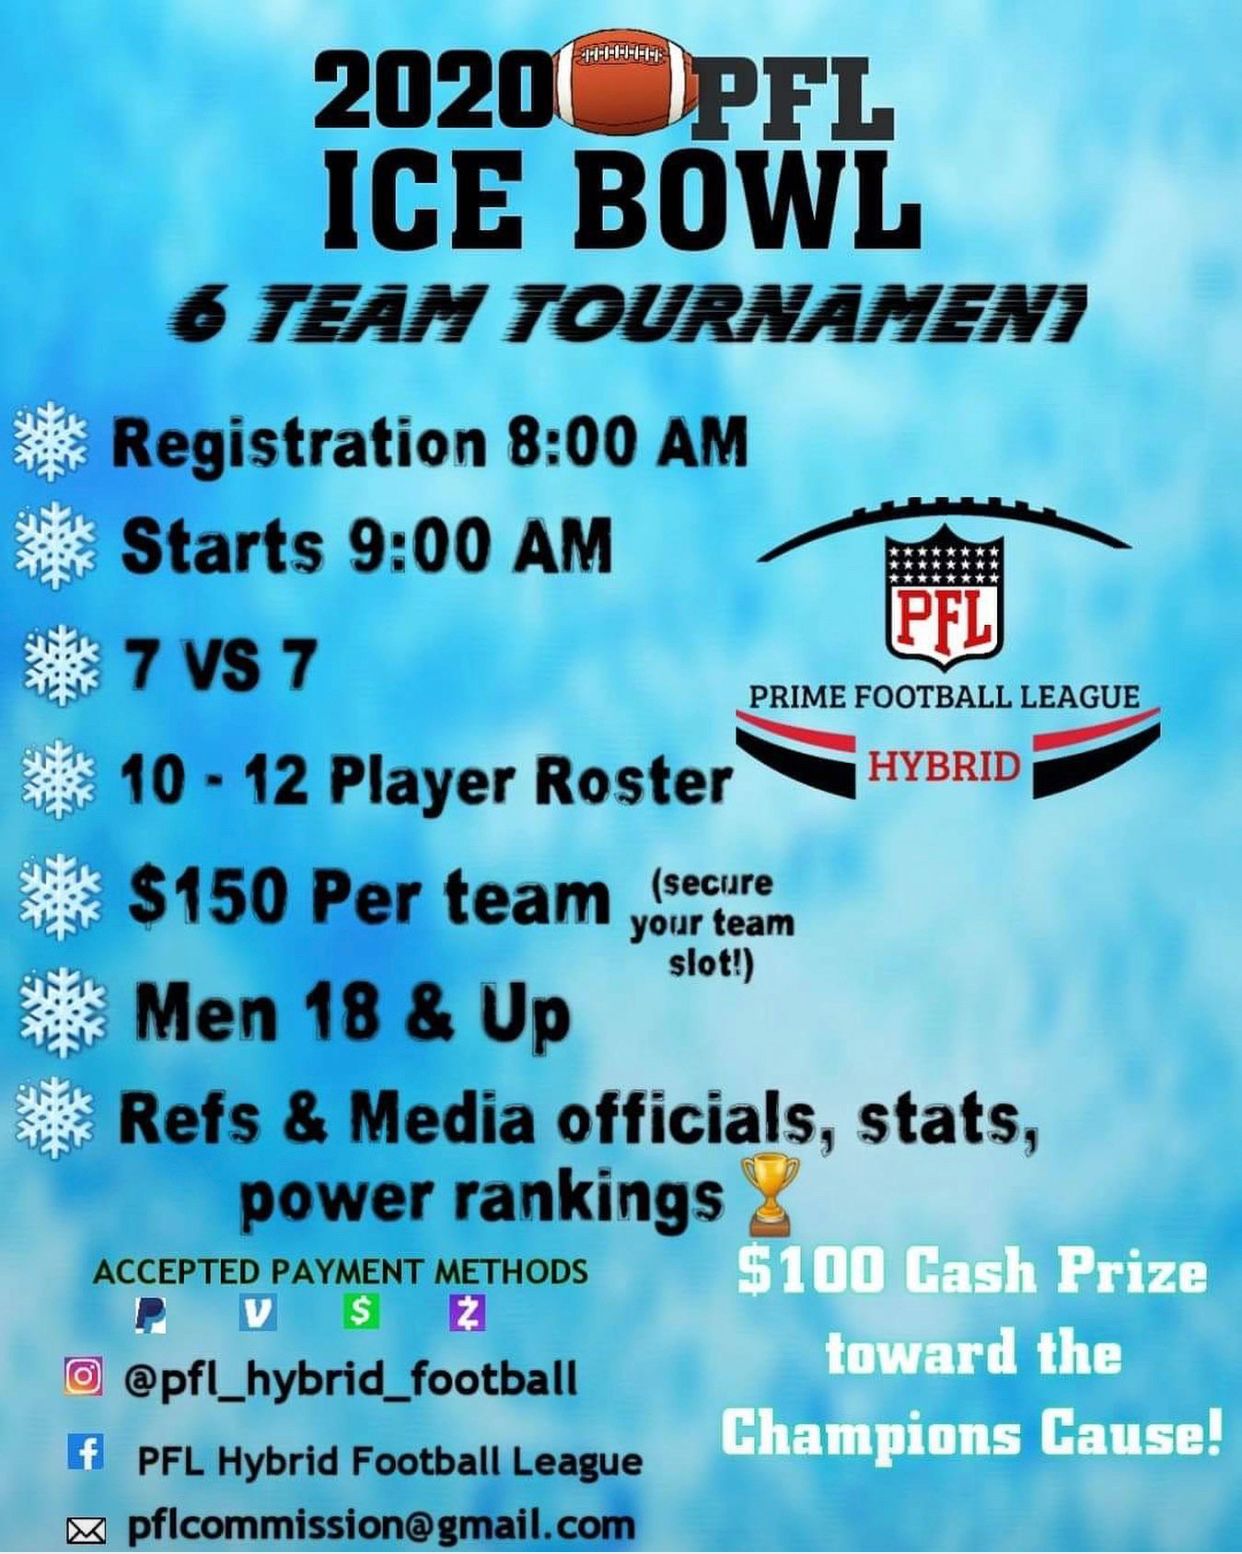 2020 PFL
ICE BOWL
6 TEAM TOURNAMENT
Registration 8:00 AM
Starts 9:00 AM
7 VS 7
10 - 12 Player Roster
$150 Per team (secure
your team
slot!)
Men 18 & Up
Refs & Media officials, stats,
power rankings
PFL
PRIME FOOTBALL LEAGUE
HYBRID
ACCEPTED PAYMENT METHODS
@pfl_hybrid_football
PFL Hybrid Football League
pflcommission@gmail.com
$100 Cash Prize
toward the
Champions Cause!